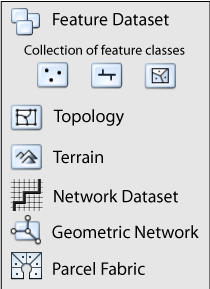 Feature Dataset
Collection of feature classes
Topology
Terrain
Network Dataset
Geometric Network
Parcel Fabric